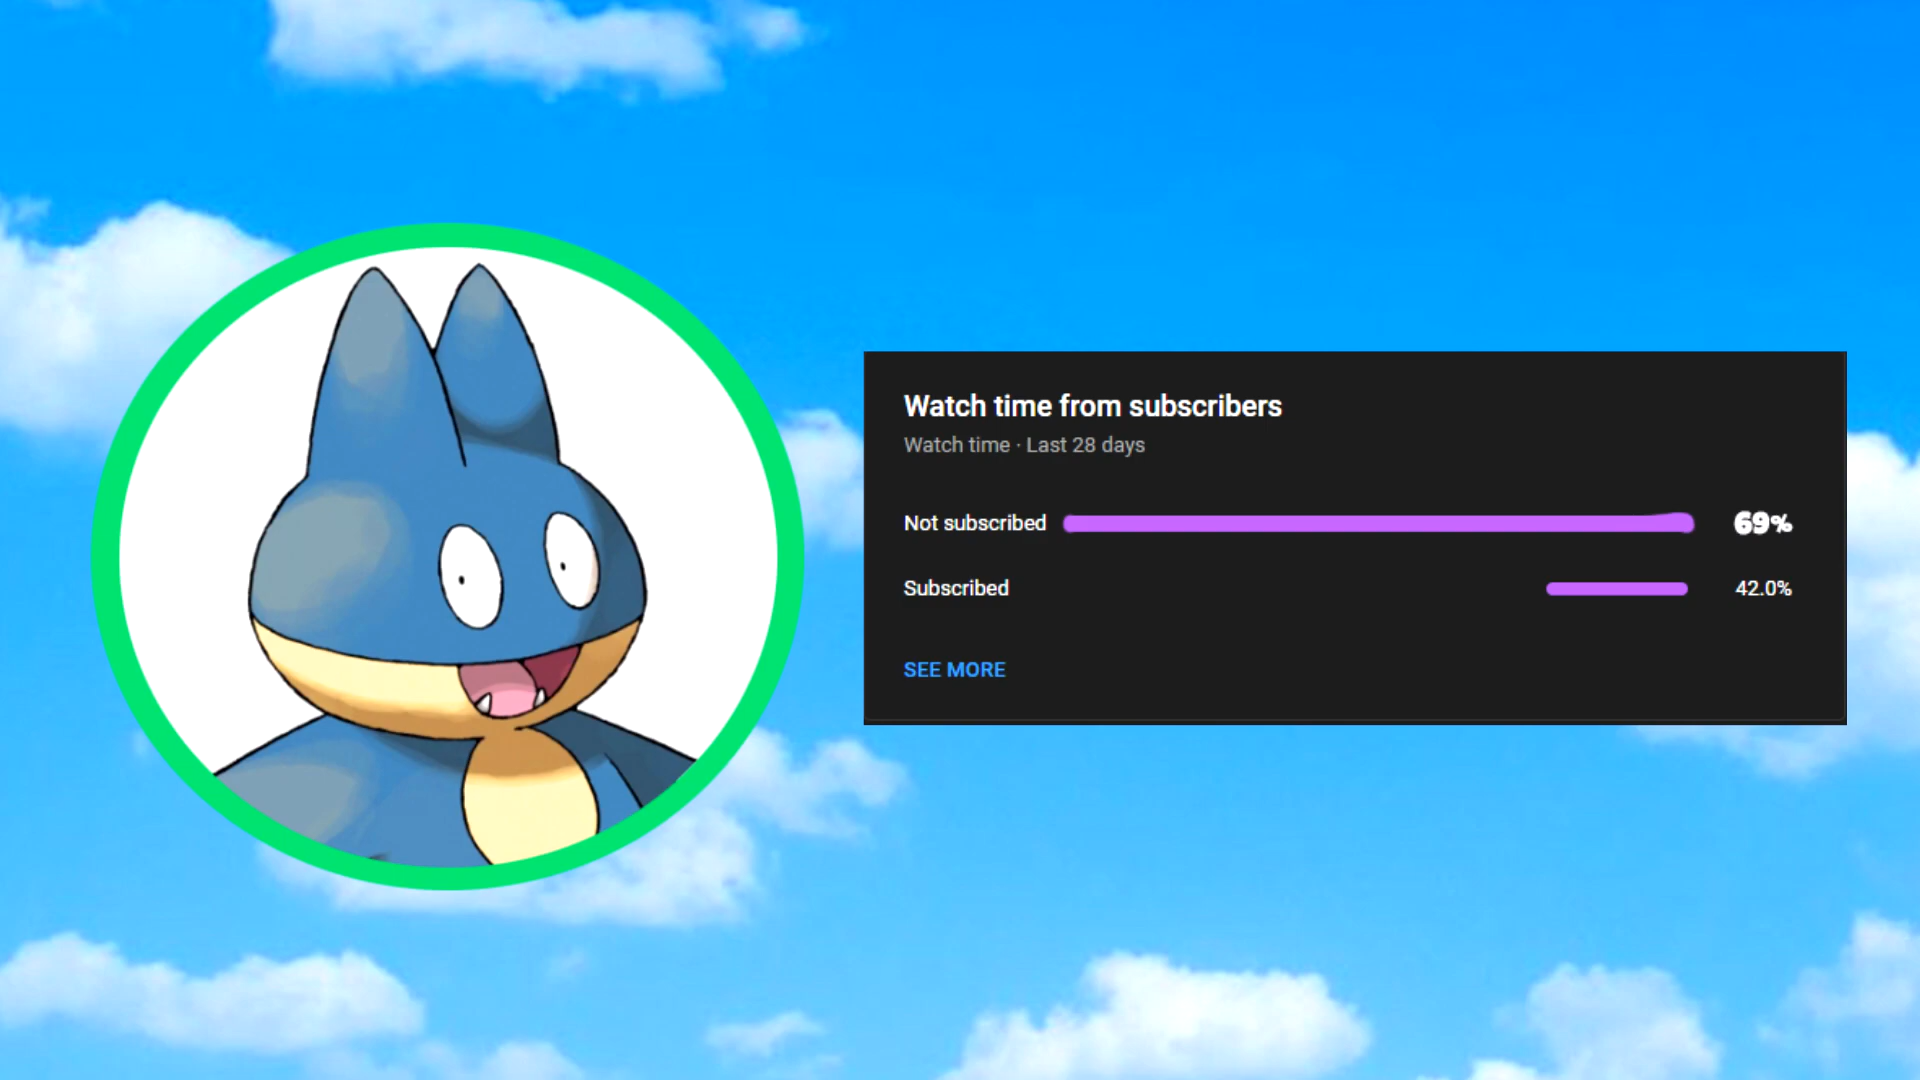 Watch time from subscribers
Watch time · Last 28 days
Not subscribed 69%
Subscribed 42.0%
SEE MORE